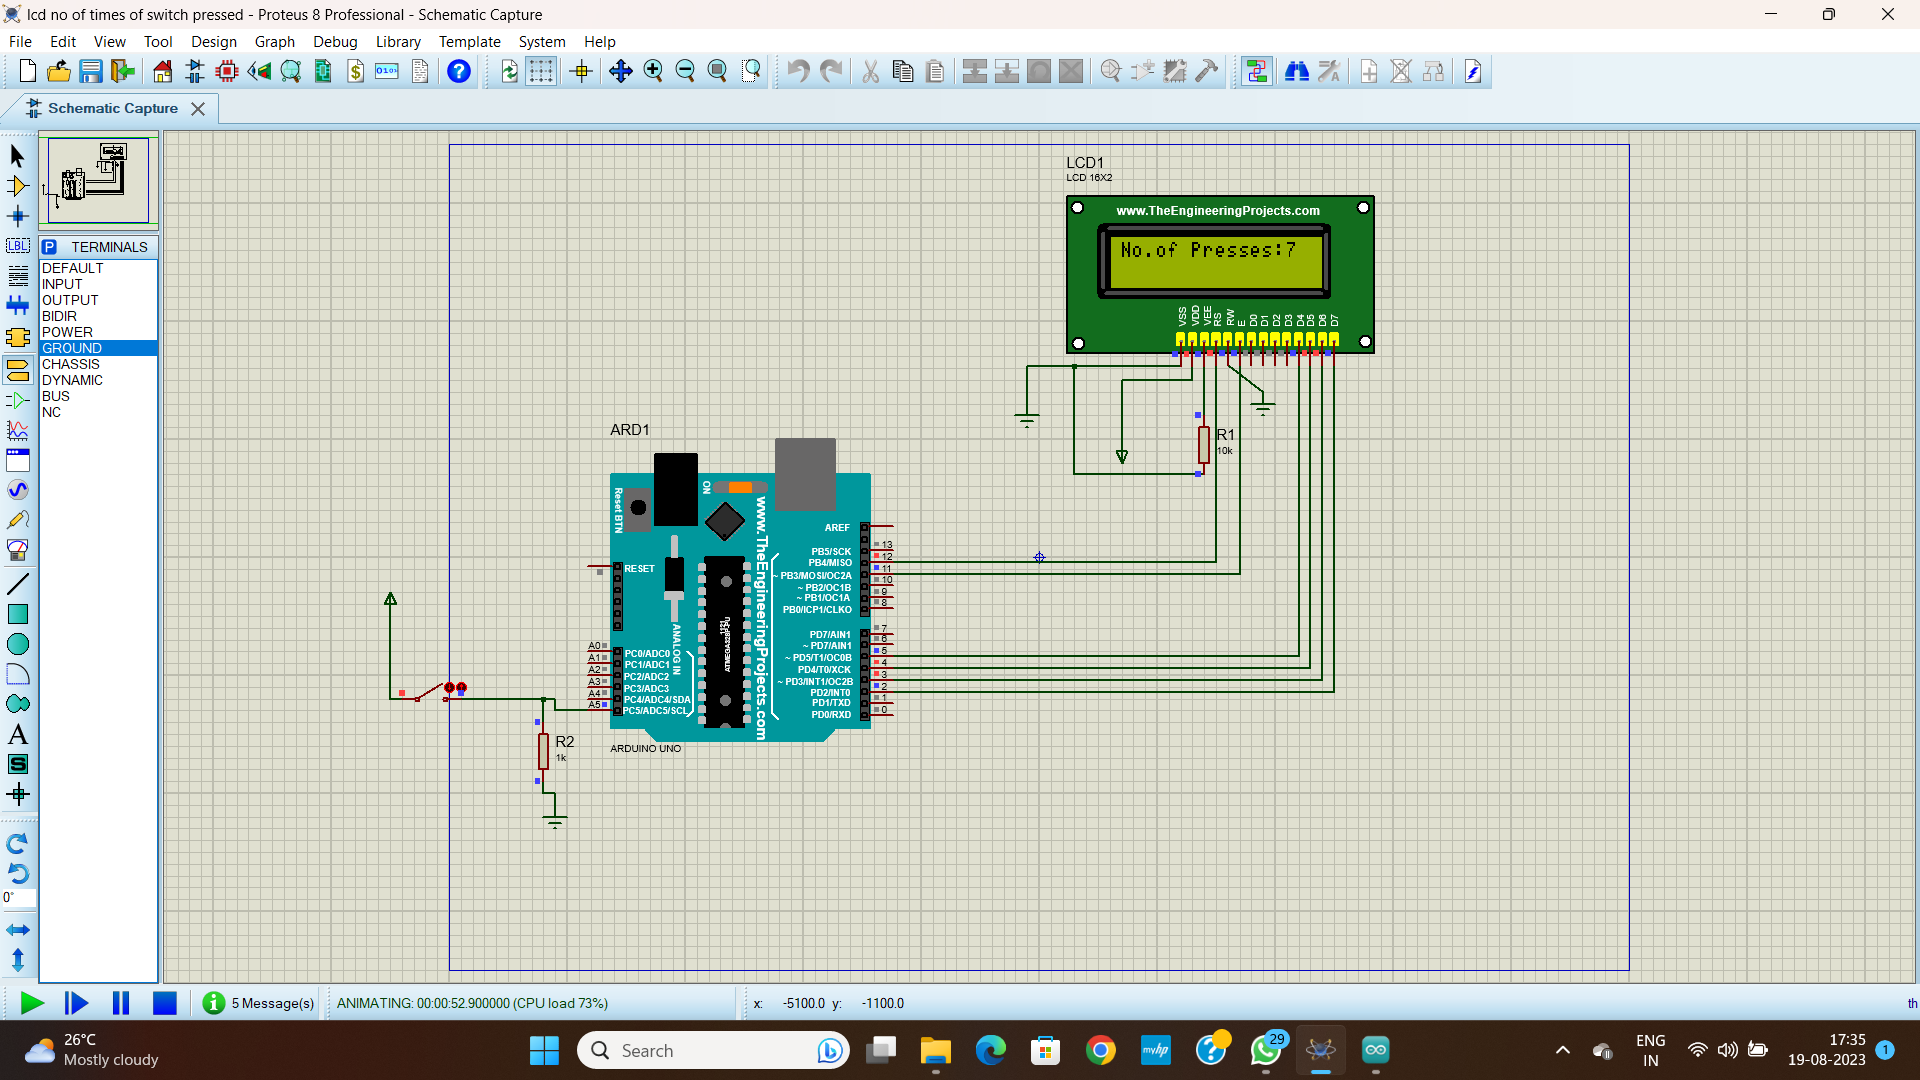 lcd no of times of switch pressed - Proteus 8 Professional - Schematic Capture
File Edit View Tool Design Graph Debug Library Template System Help
Schematic Capture
LBL
P TERMINALS
DEFAULT
INPUT
OUTPUT
BIDIR
POWER
GROUND
CHASSIS
DYNAMIC
BUS
NC
A
S
0°
LCD1
LCD 16X2
www.TheEngineeringProjects.com
No.of Presses:7
VSS VDD VEE RS RW E D0 D1 D2 D3 D4 D5 D6 D7
R1
10k
ARD1
Reset BTN
ON
www.TheEngineeringProjects.com
RESET
ANALOG IN
AREF
PB5/SCK 13
PB4/MISO 12
~ PB3/MOSI/OC2A 11
~ PB2/OC1B 10
~ PB1/OC1A 9
PB0/ICP1/CLKO 8
PD7/AIN1 7
~ PD7/AIN1 6
~ PD5/T1/OC0B 5
PD4/T0/XCK 4
~ PD3/INT1/OC2B 3
PD2/INT0 2
PD1/TXD 1
PD0/RXD 0
A0 PC0/ADC0
A1 PC1/ADC1
A2 PC2/ADC2
A3 PC3/ADC3
A4 PC4/ADC4/SDA
A5 PC5/ADC5/SCL
ARDUINO UNO
R2
1k
5 Message(s) ANIMATING: 00:00:52.900000 (CPU load 73%) x: -5100.0 y: -1100.0 th
26°C
Mostly cloudy
Search
myhp
29
ENG
IN
17:35
19-08-2023
1